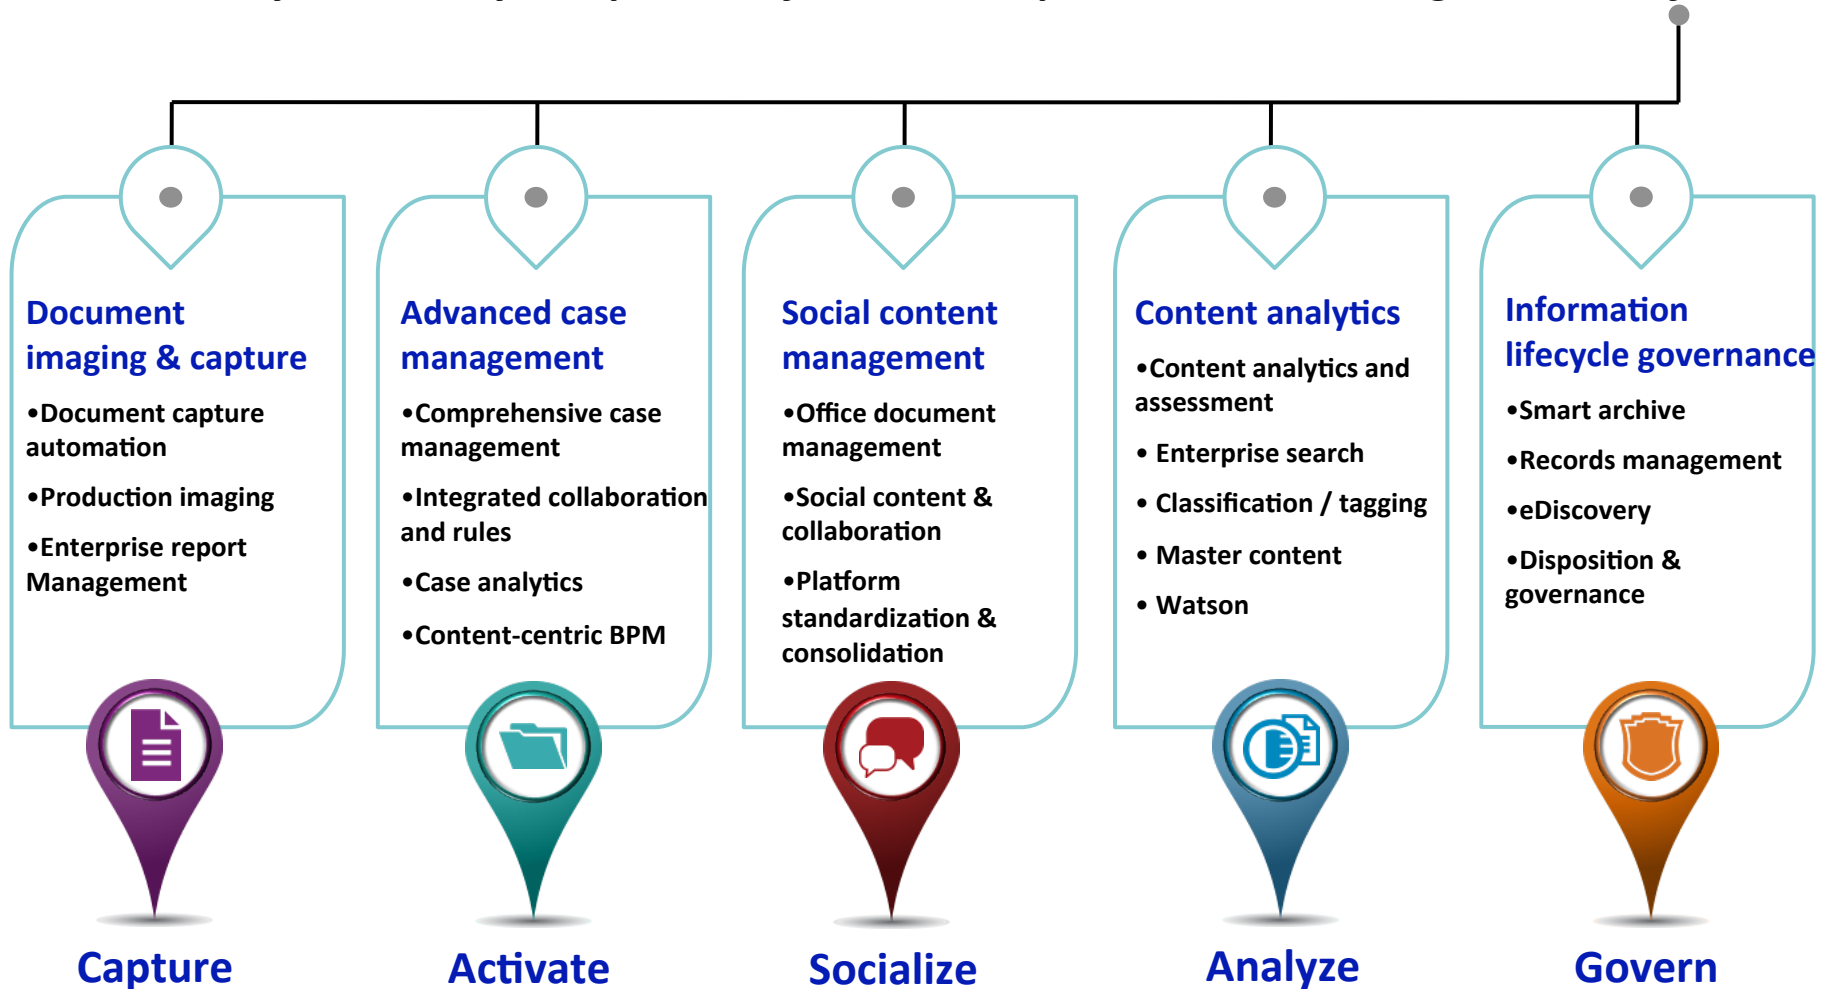 Document
imaging & capture
•Document capture
automation
•Production imaging
•Enterprise report
Management
Advanced case
management
•Comprehensive case
management
•Integrated collaboration
and rules
•Case analytics
•Content-centric BPM
Social content
management
•Office document
management
•Social content &
collaboration
•Platform
standardization &
consolidation
Content analytics
•Content analytics and
assessment
• Enterprise search
• Classification / tagging
• Master content
• Watson
Information
lifecycle governance
•Smart archive
•Records management
•eDiscovery
•Disposition &
governance
Capture
Activate
Socialize
Analyze
Govern